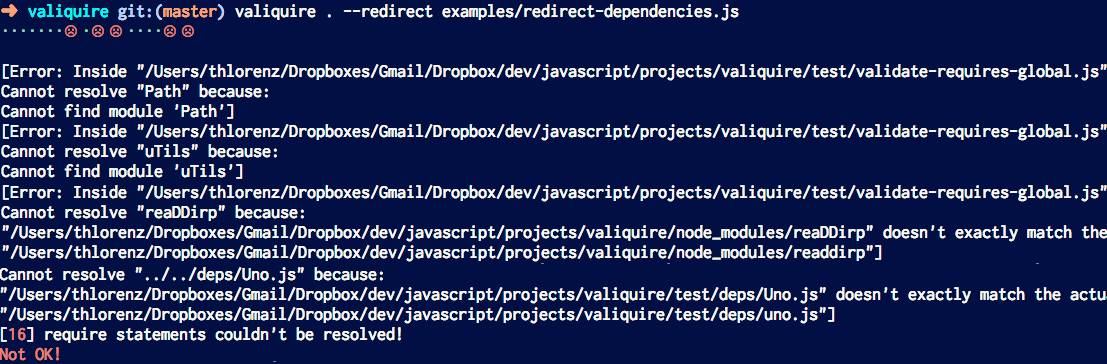 ➜ valiquire git:(master) valiquire . --redirect examples/redirect-dependencies.js
·······☹·☹☹····☹☹
[Error: Inside "/Users/thlorenz/Dropboxes/Gmail/Dropbox/dev/javascript/projects/valiquire/test/validate-requires-global.js"
Cannot resolve "Path" because:
Cannot find module 'Path']
[Error: Inside "/Users/thlorenz/Dropboxes/Gmail/Dropbox/dev/javascript/projects/valiquire/test/validate-requires-global.js"
Cannot resolve "uTils" because:
Cannot find module 'uTils']
[Error: Inside "/Users/thlorenz/Dropboxes/Gmail/Dropbox/dev/javascript/projects/valiquire/test/validate-requires-global.js"
Cannot resolve "reaDDirp" because:
"/Users/thlorenz/Dropboxes/Gmail/Dropbox/dev/javascript/projects/valiquire/node_modules/reaDDirp" doesn't exactly match the
"/Users/thlorenz/Dropboxes/Gmail/Dropbox/dev/javascript/projects/valiquire/node_modules/readdirp"]
Cannot resolve "../../deps/Uno.js" because:
"/Users/thlorenz/Dropboxes/Gmail/Dropbox/dev/javascript/projects/valiquire/test/deps/Uno.js" doesn't exactly match the actu
"/Users/thlorenz/Dropboxes/Gmail/Dropbox/dev/javascript/projects/valiquire/test/deps/uno.js"]
[16] require statements couldn't be resolved!
Not OK!